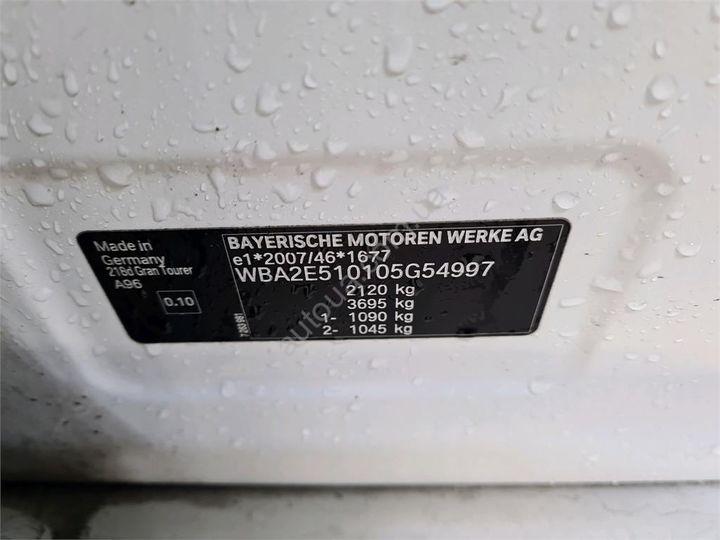 Made in
Germany
218d Gran Tourer
A96
0.10
BAYERISCHE MOTOREN WERKE AG
e1*2007/46*1677
WBA2E510105G54997
2120 kg
3695 kg
1- 1090 kg
2- 1045 kg